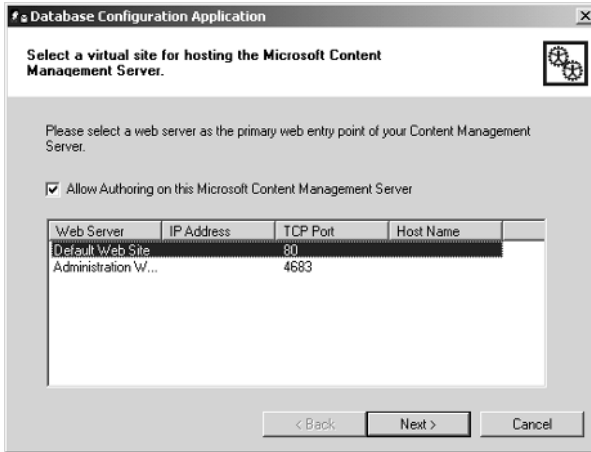 Database Configuration Application
Select a virtual site for hosting the Microsoft Content
Management Server.
Please select a web server as the primary web entry point of your Content Management
Server.
Allow Authoring on this Microsoft Content Management Server
Web Server IP Address TCP Port Host Name
Default Web Site 80
Administration W... 4683
< Back Next > Cancel